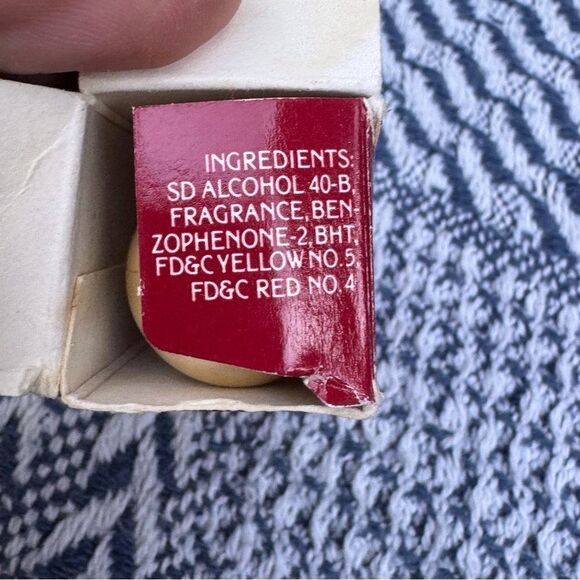 INGREDIENTS:
SD ALCOHOL 40-B,
FRAGRANCE, BEN-
ZOPHENONE-2, BHT,
FD&C YELLOW NO. 5,
FD&C RED NO. 4